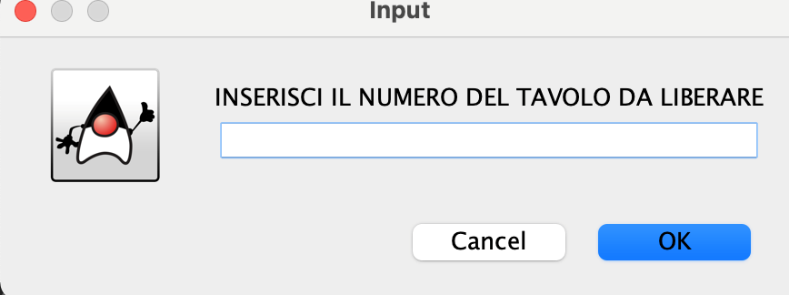 Input
INSERISCI IL NUMERO DEL TAVOLO DA LIBERARE
Cancel
OK